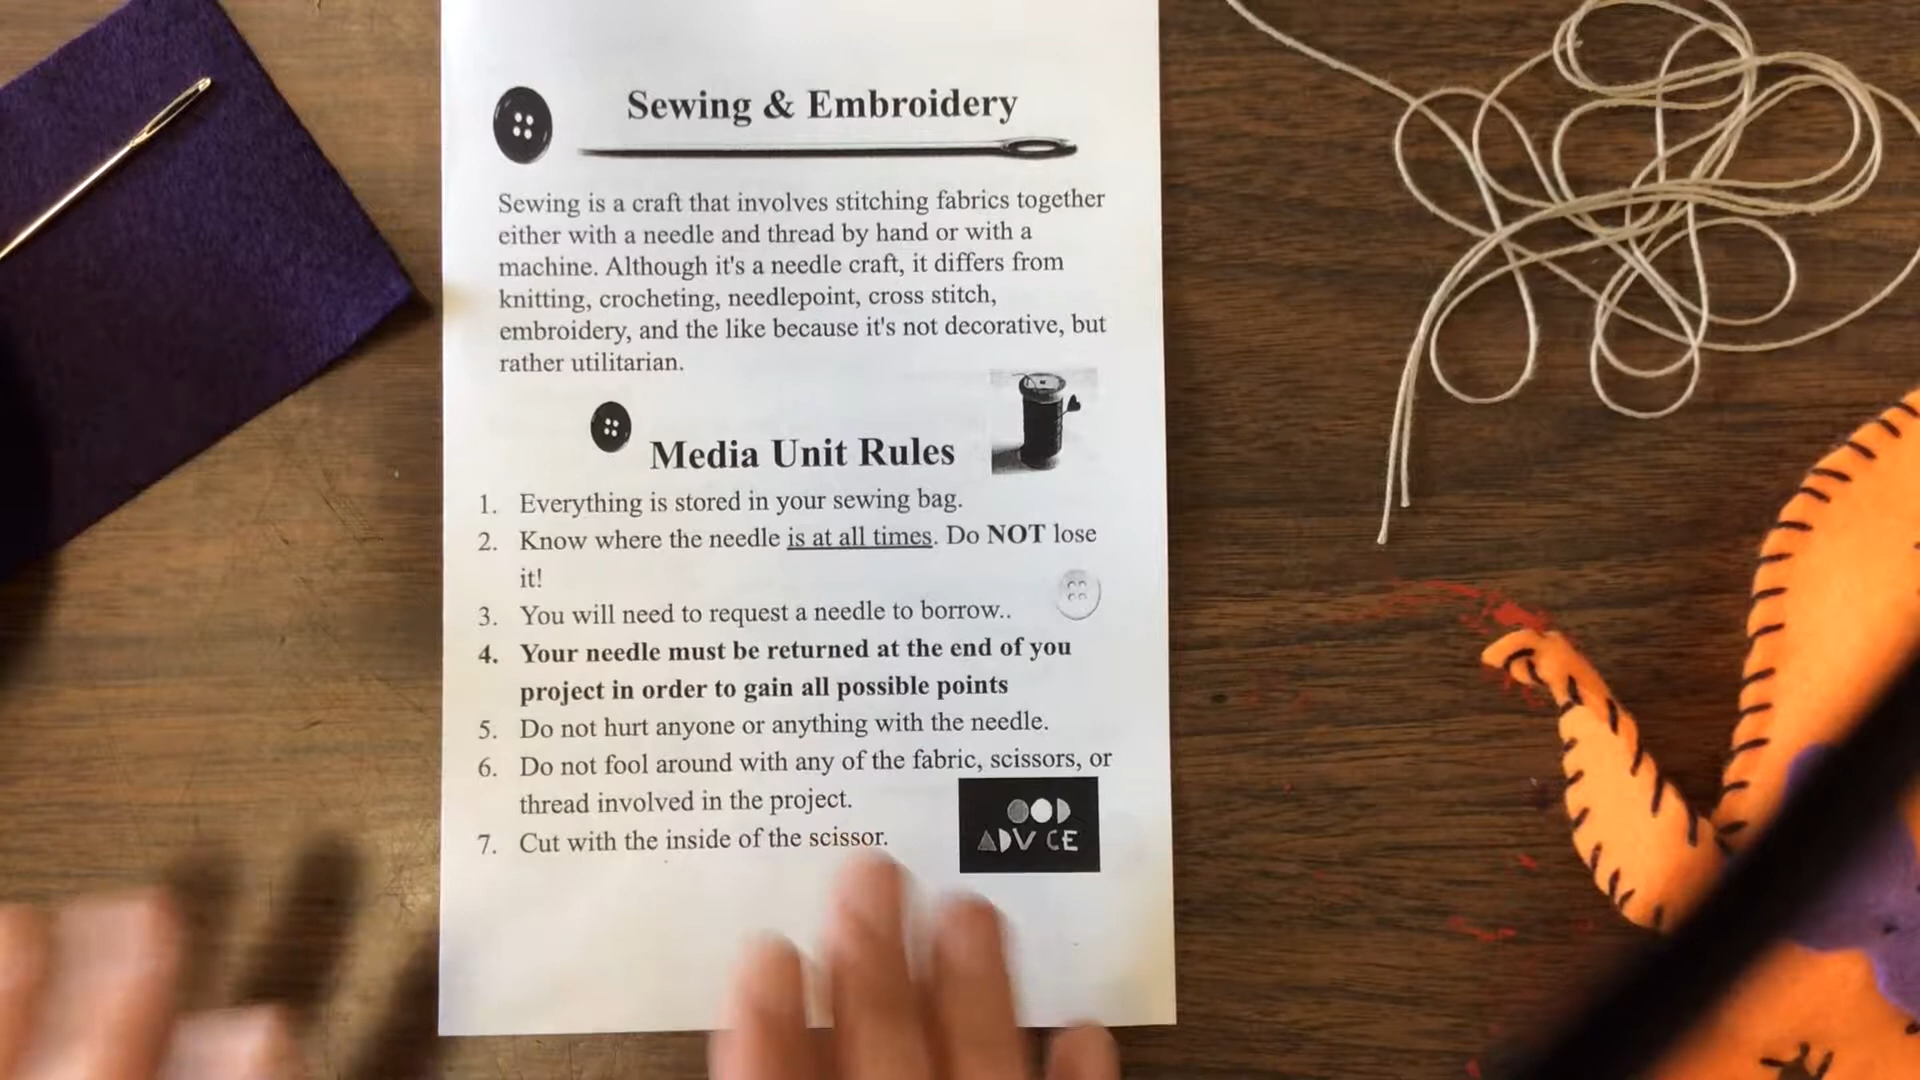 Sewing & Embroidery
Sewing is a craft that involves stitching fabrics together
either with a needle and thread by hand or with a
machine. Although it's a needle craft, it differs from
knitting, crocheting, needlepoint, cross stitch,
embroidery, and the like because it's not decorative, but
rather utilitarian.
Media Unit Rules
1. Everything is stored in your sewing bag.
2. Know where the needle is at all times. Do NOT lose
it!
3. You will need to request a needle to borrow..
4. Your needle must be returned at the end of you
project in order to gain all possible points
5. Do not hurt anyone or anything with the needle.
6. Do not fool around with any of the fabric, scissors, or
thread involved in the project.
7. Cut with the inside of the scissor.
OOD
ADV CE